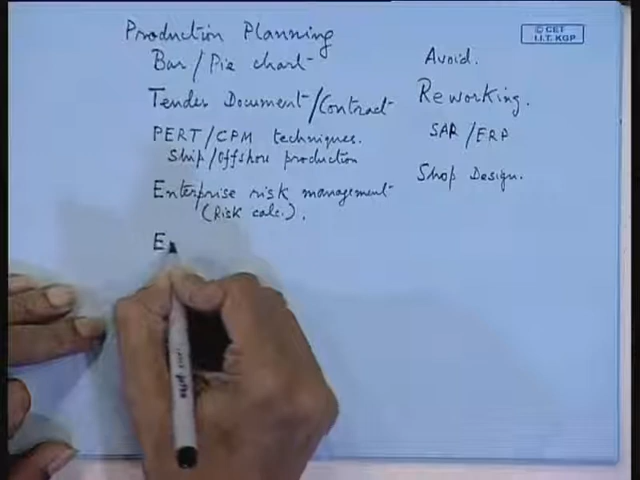 Production Planning
© CET
I.I.T. KGP
Bar/Pie chart
Avoid.
Tender Document/Contract
Reworking.
PERT/CPM techniques.
SAR/ERP
Ship/Offshore production
Shop Design.
Enterprise risk management
(Risk calc.).
E